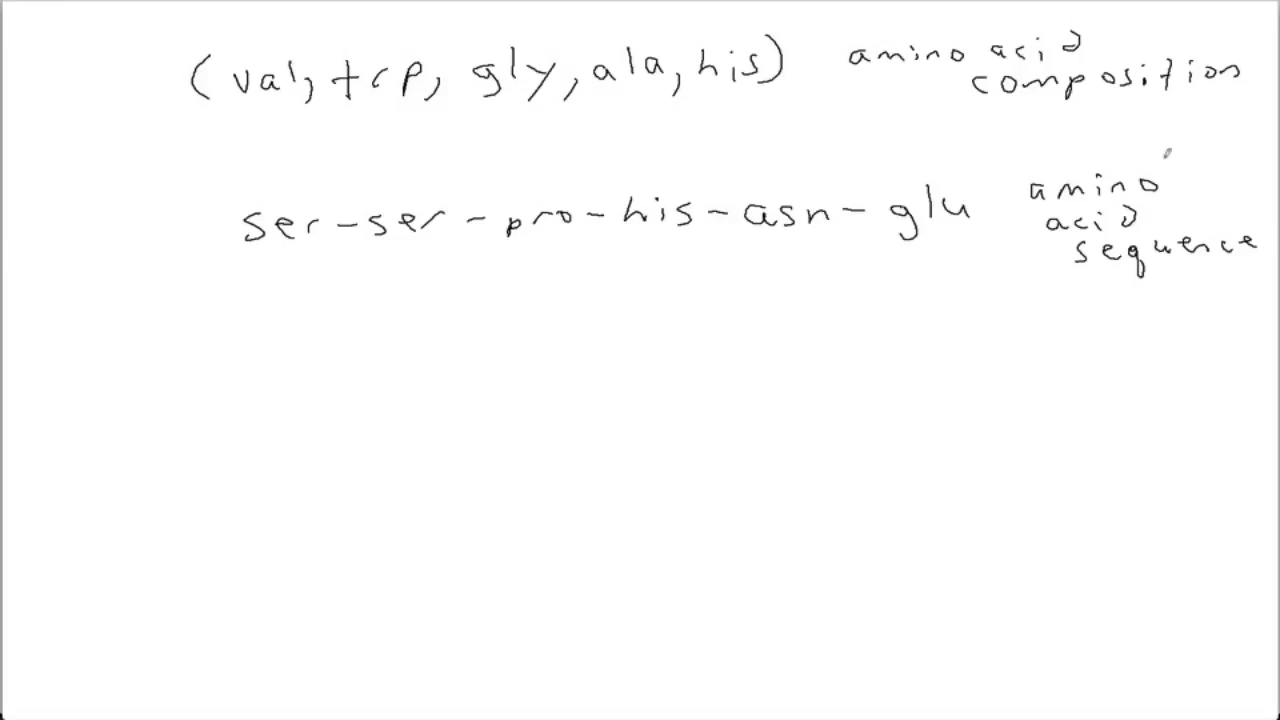 (val, trp, gly, ala, his) amino acid
composition
ser-ser-pro-his-asn-glu amino
acid
sequence